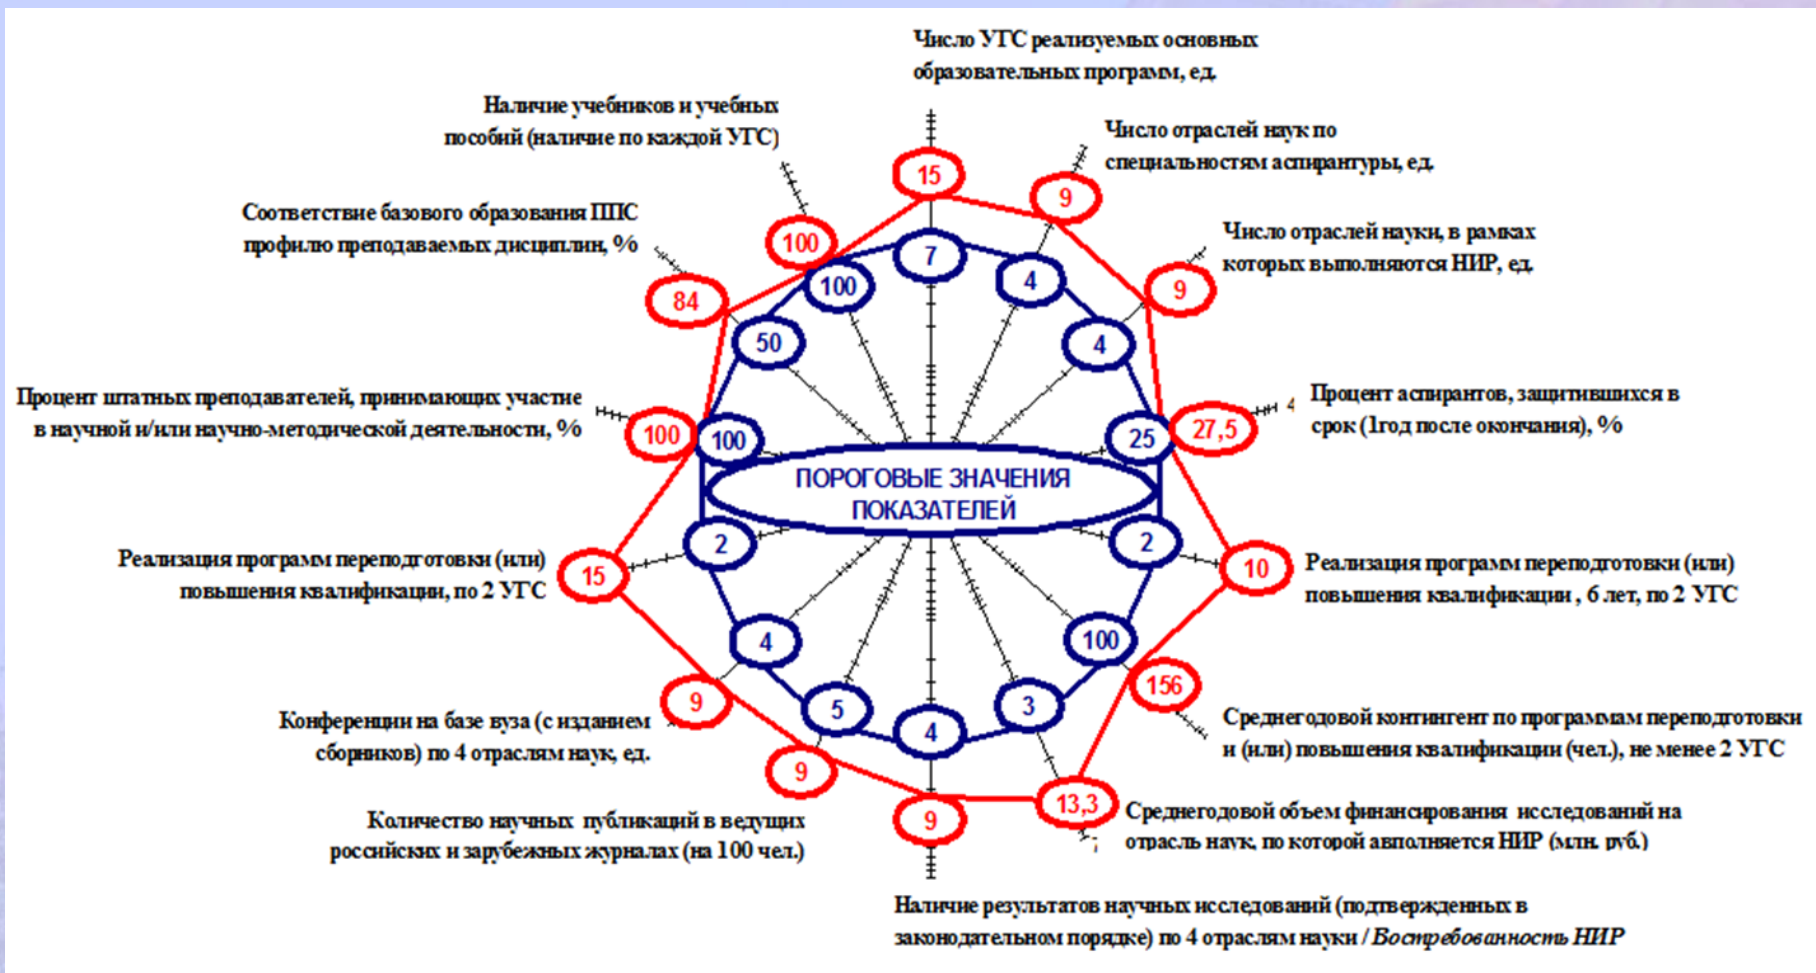 Число УГС реализуемых основных
образовательных программ, ед.
Наличие учебников и учебных
пособий (наличие по каждой УГС)
Число отраслей наук по
специальностям аспирантуры, ед.
15
9
Соответствие базового образования ППС
профилю преподаваемых дисциплин, %
100
7
Число отраслей науки, в рамках
которых выполняются НИР, ед.
84
100
4
9
50
4
Процент штатных преподавателей, принимающих участие
в научной и/или научно-методической деятельности, %
100
100
25
27,5
4
Процент аспирантов, защитившихся в
срок (1год после окончания), %
ПОРОГОВЫЕ ЗНАЧЕНИЯ
ПОКАЗАТЕЛЕЙ
Реализация программ переподготовки (или)
повышения квалификации, по 2 УГС
15
2
2
10
Реализация программ переподготовки (или)
повышения квалификации , 6 лет, по 2 УГС
4
100
9
5
4
3
156
Конференции на базе вуза (с изданием
сборников) по 4 отраслям наук, ед.
Среднегодовой контингент по программам переподготовки
и (или) повышения квалификации (чел.), не менее 2 УГС
9
9
13,3
Количество научных публикаций в ведущих
российских и зарубежных журналах (на 100 чел.)
Среднегодовой объем финансирования исследований на
отрасль наук, по которой авполняется НИР (млн. руб.)
Наличие результатов научных исследований (подтвержденных в
законодательном порядке) по 4 отраслям науки / Востребованность НИР